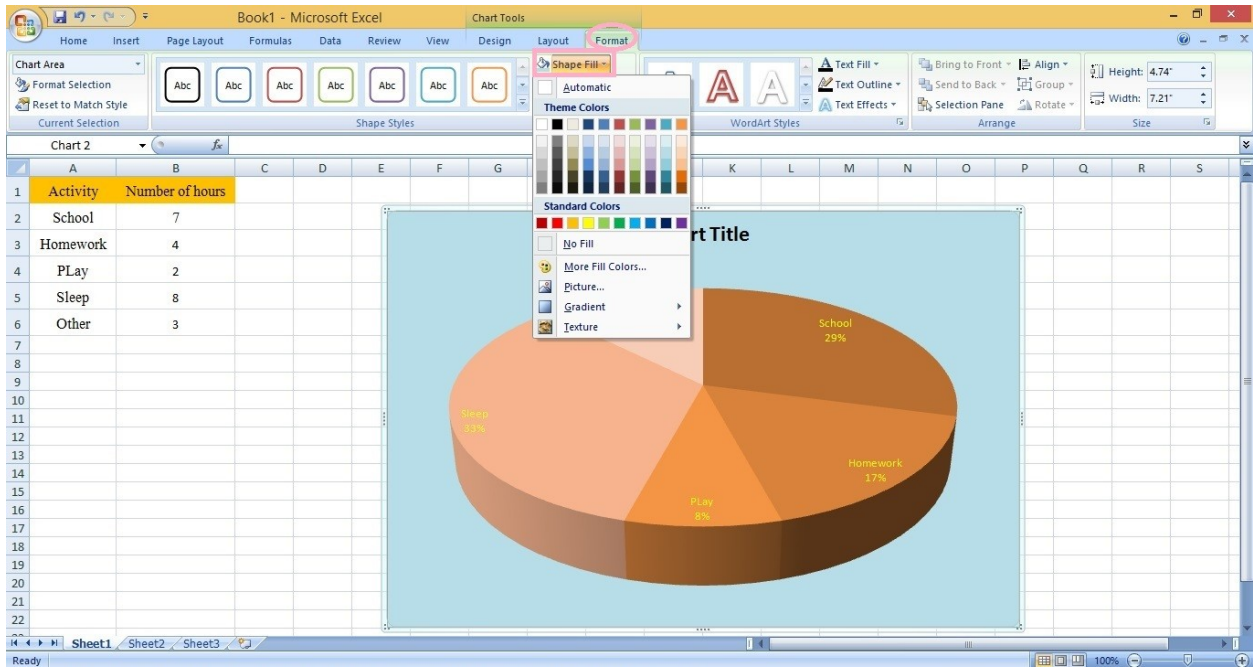 Book1 - Microsoft Excel
Chart Tools
Home Insert Page Layout Formulas Data Review View Design Layout Format
Chart Area
Format Selection
Reset to Match Style
Current Selection
Abc Abc Abc Abc Abc Abc Abc
Shape Styles
Shape Fill
Automatic
Theme Colors
Standard Colors
No Fill
More Fill Colors...
Picture...
Gradient
Texture
A A
WordArt Styles
Text Fill
Text Outline
Text Effects
Bring to Front
Send to Back
Selection Pane
Align
Group
Rotate
Arrange
Height: 4.74"
Width: 7.21"
Size
Chart 2
fx
A B C D E F G K L M N O P Q R S
1 Activity Number of hours
2 School 7
3 Homework 4
4 PLay 2
5 Sleep 8
6 Other 3
7
8
9
10
11
12
13
14
15
16
17
18
19
20
21
22
rt Title
School
29%
Homework
17%
PLay
8%
Sleep
33%
Sheet1 Sheet2 Sheet3
Ready
100%